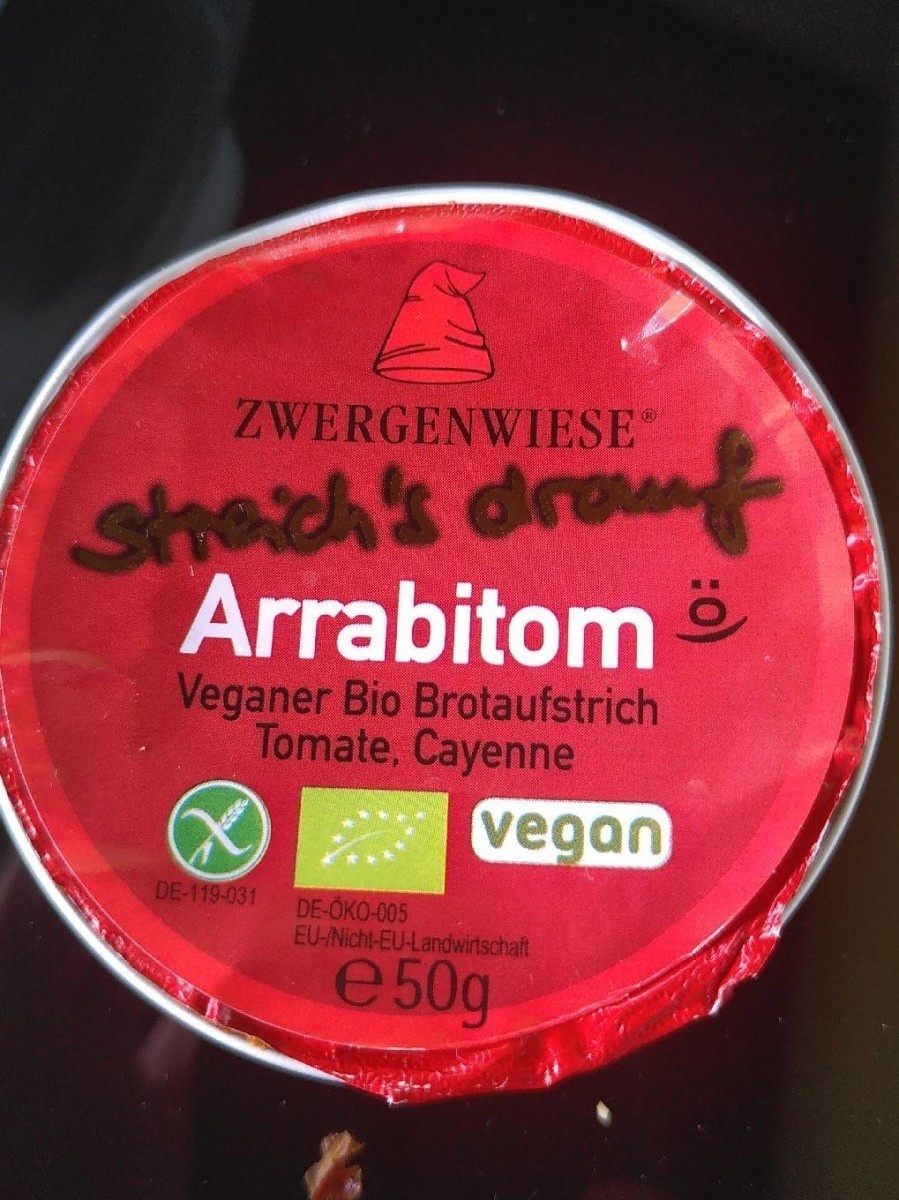 ZWERGENWIESE®
streich's drauf
Arrabitom :o)
Veganer Bio Brotaufstrich
Tomate, Cayenne
vegan
DE-119-031
DE-ÖKO-005
EU-/Nicht-EU-Landwirtschaft
e 50g